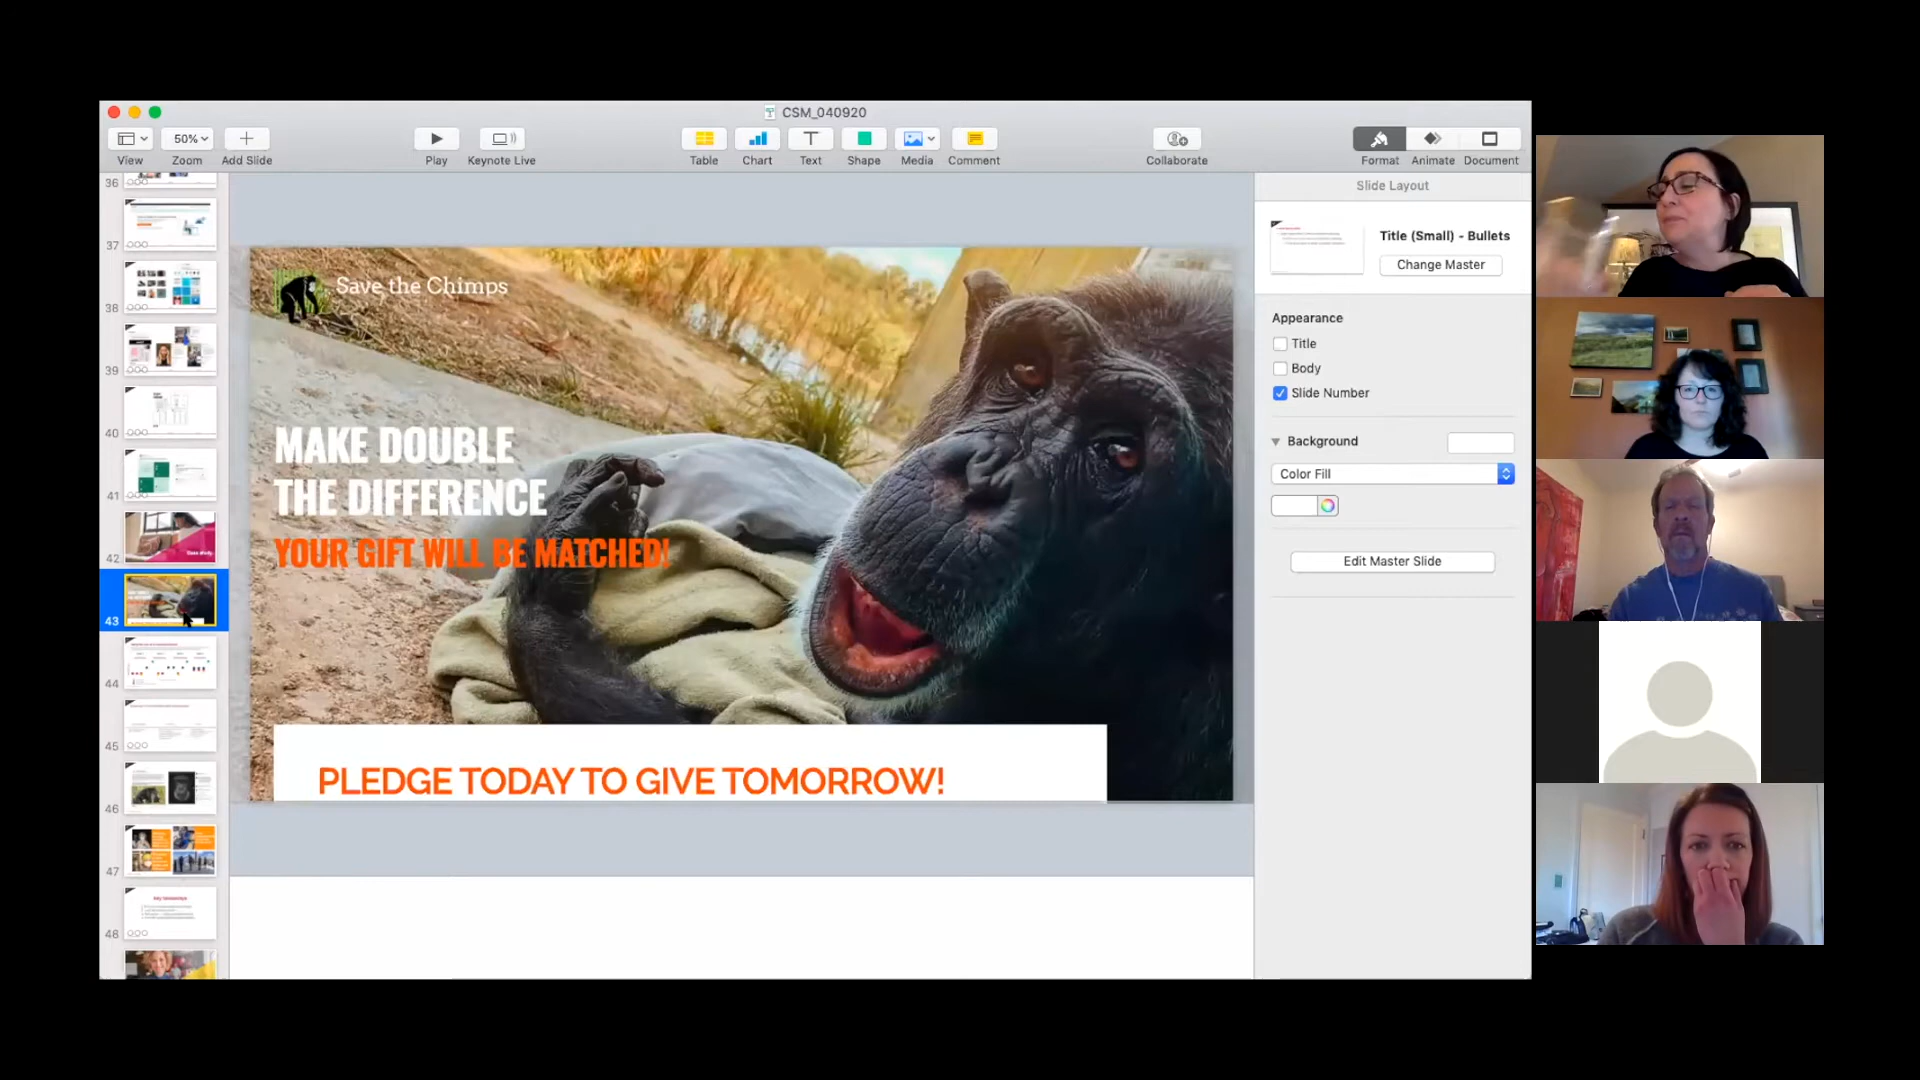 CSM_040920
50%
View
Zoom
Add Slide
Play
Keynote Live
Table
Chart
Text
Shape
Media
Comment
Collaborate
Format
Animate
Document
36
37
38
39
40
41
42
43
44
45
46
47
48
Key takeaways
Save the Chimps
MAKE DOUBLE
THE DIFFERENCE
YOUR GIFT WILL BE MATCHED!
PLEDGE TODAY TO GIVE TOMORROW!
Slide Layout
Title (Small) - Bullets
Change Master
Appearance
Title
Body
Slide Number
Background
Color Fill
Edit Master Slide